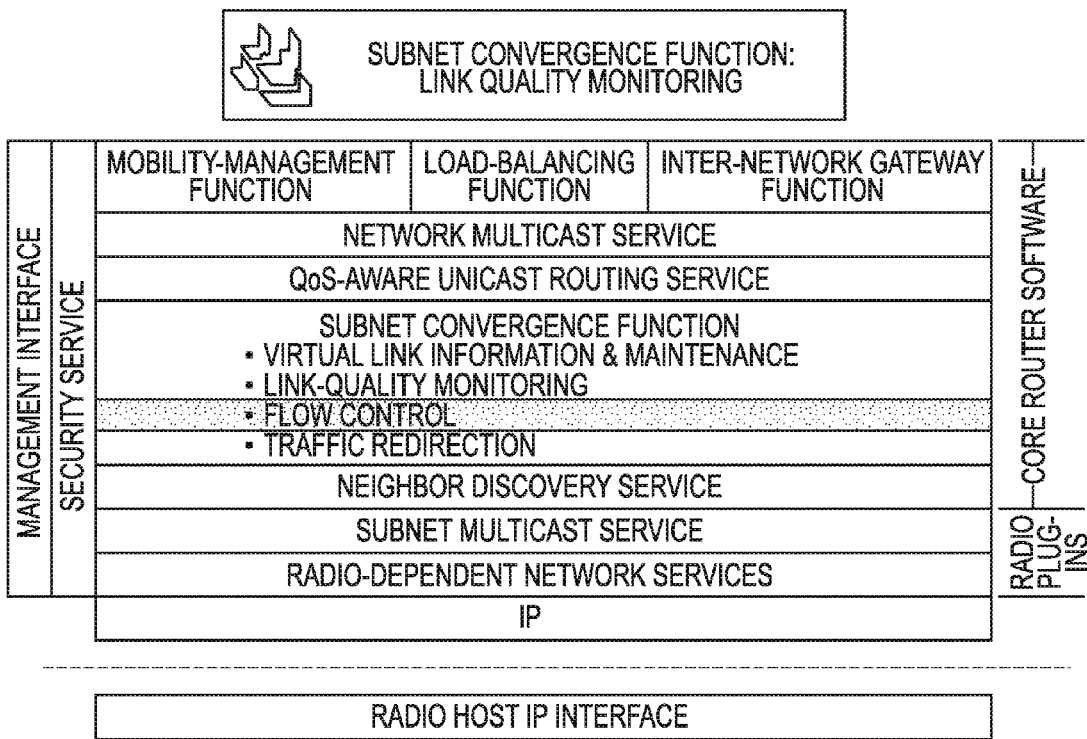 SUBNET CONVERGENCE FUNCTION:
LINK QUALITY MONITORING
MANAGEMENT INTERFACE
SECURITY SERVICE
MOBILITY-MANAGEMENT
FUNCTION
LOAD-BALANCING
FUNCTION
INTER-NETWORK GATEWAY
FUNCTION
NETWORK MULTICAST SERVICE
QoS-AWARE UNICAST ROUTING SERVICE
SUBNET CONVERGENCE FUNCTION
▪ VIRTUAL LINK INFORMATION & MAINTENANCE
▪ LINK-QUALITY MONITORING
▪ FLOW CONTROL
▪ TRAFFIC REDIRECTION
NEIGHBOR DISCOVERY SERVICE
SUBNET MULTICAST SERVICE
RADIO-DEPENDENT NETWORK SERVICES
IP
CORE ROUTER SOFTWARE
RADIO
PLUG-
INS
RADIO HOST IP INTERFACE